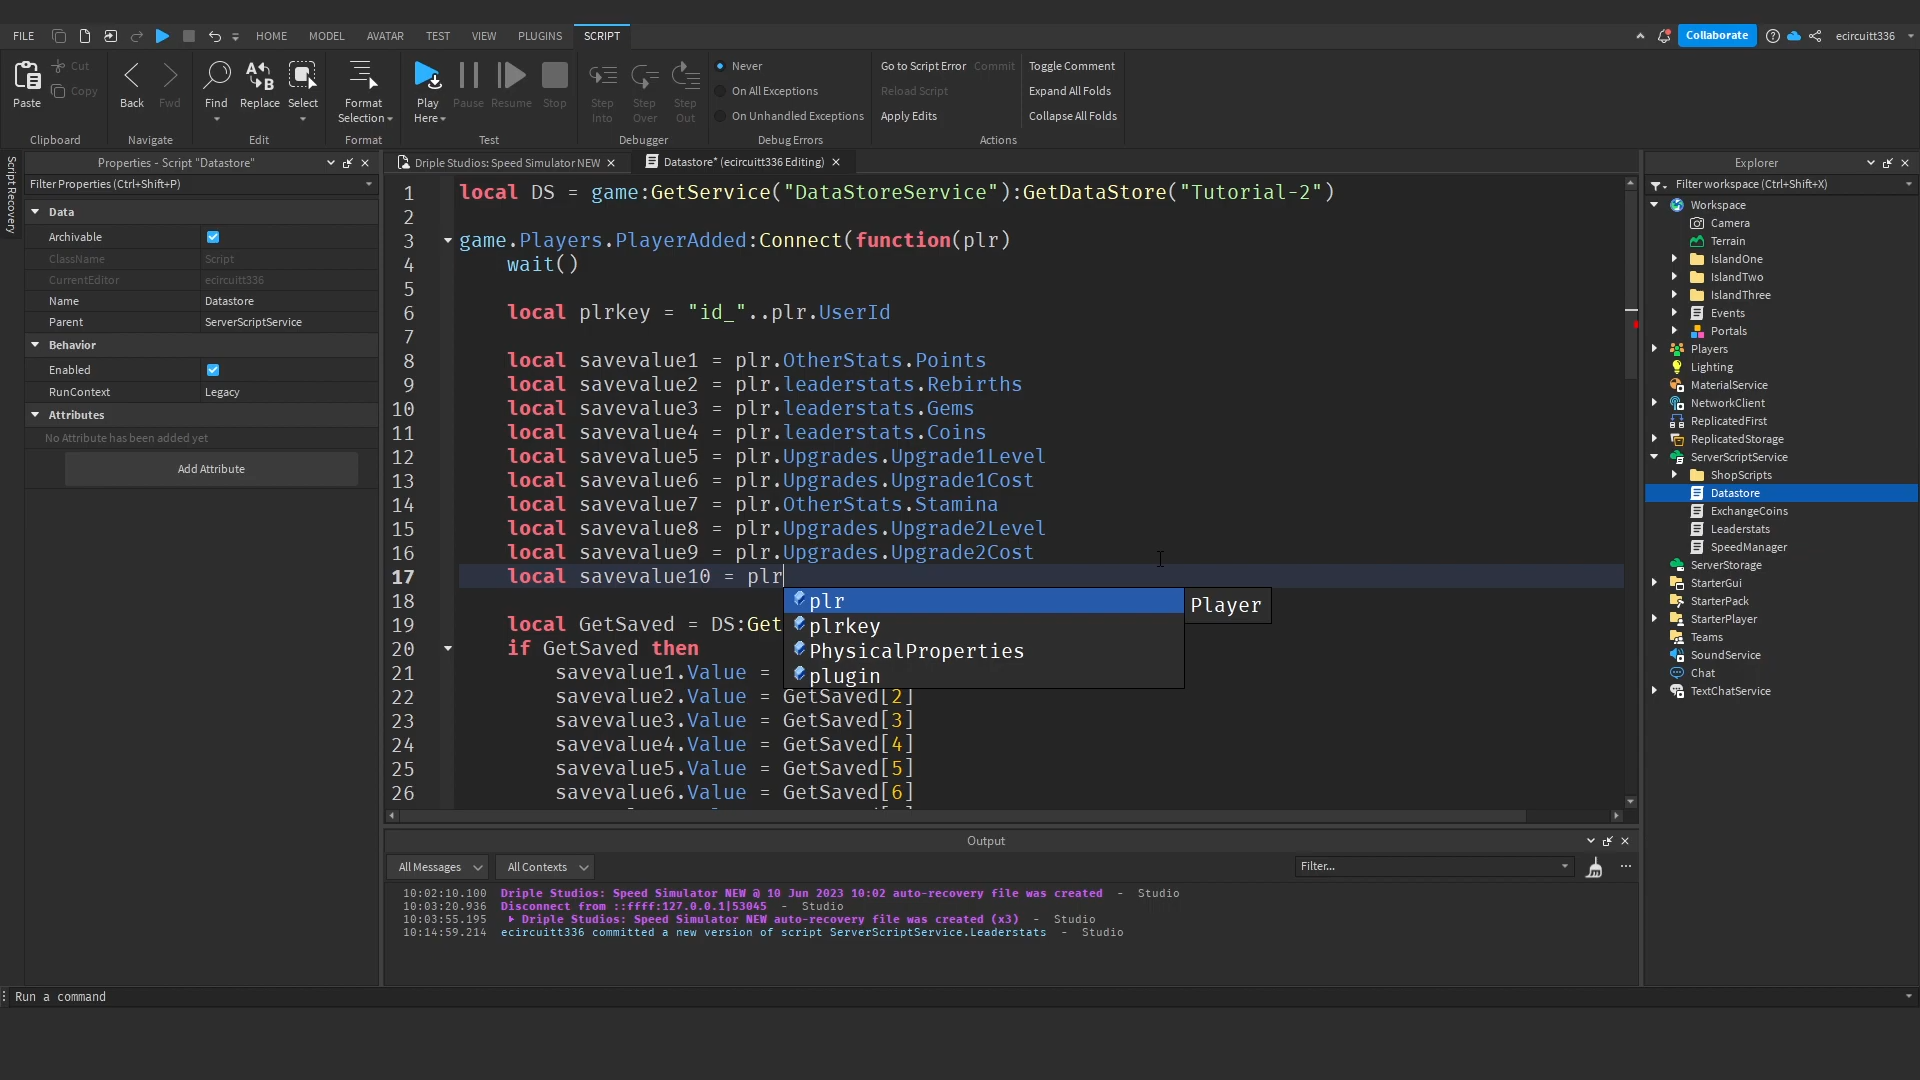 FILE HOME MODEL AVATAR TEST VIEW PLUGINS SCRIPT Collaborate ecircuitt336
Paste Cut Copy Back Fwd Find Replace Select Format Selection Play Here Pause Resume Stop Step Into Step Over Step Out
Never
On All Exceptions
On Unhandled Exceptions
Go to Script Error Commit
Reload Script
Apply Edits
Toggle Comment
Expand All Folds
Collapse All Folds
Clipboard Navigate Edit Format Test Debugger Debug Errors Actions
Script Recovery
Properties - Script "Datastore"
Filter Properties (Ctrl+Shift+P)
Data
Archivable
ClassName Script
CurrentEditor ecircuitt336
Name Datastore
Parent ServerScriptService
Behavior
Enabled
RunContext Legacy
Attributes
No Attribute has been added yet
Add Attribute
Driple Studios: Speed Simulator NEW Datastore* (ecircuitt336 Editing)
1 local DS = game:GetService("DataStoreService"):GetDataStore("Tutorial-2")
2
3 game.Players.PlayerAdded:Connect(function(plr)
4 wait()
5
6 local plrkey = "id_"..plr.UserId
7
8 local savevalue1 = plr.OtherStats.Points
9 local savevalue2 = plr.leaderstats.Rebirths
10 local savevalue3 = plr.leaderstats.Gems
11 local savevalue4 = plr.leaderstats.Coins
12 local savevalue5 = plr.Upgrades.Upgrade1Level
13 local savevalue6 = plr.Upgrades.Upgrade1Cost
14 local savevalue7 = plr.OtherStats.Stamina
15 local savevalue8 = plr.Upgrades.Upgrade2Level
16 local savevalue9 = plr.Upgrades.Upgrade2Cost
17 local savevalue10 = plr
18
19 local GetSaved = DS:Get
20 if GetSaved then
21 savevalue1.Value =
22 savevalue2.Value = GetSaved[2]
23 savevalue3.Value = GetSaved[3]
24 savevalue4.Value = GetSaved[4]
25 savevalue5.Value = GetSaved[5]
26 savevalue6.Value = GetSaved[6]
plr
plrkey
PhysicalProperties
plugin
Player
Output
All Messages All Contexts Filter...
10:02:10.100 Driple Studios: Speed Simulator NEW @ 10 Jun 2023 10:02 auto-recovery file was created - Studio
10:03:20.936 Disconnect from ::ffff:127.0.0.1|53045 - Studio
10:03:55.195 Driple Studios: Speed Simulator NEW auto-recovery file was created (x3) - Studio
10:14:59.214 ecircuitt336 committed a new version of script ServerScriptService.Leaderstats - Studio
Run a command
Explorer
Filter workspace (Ctrl+Shift+X)
Workspace
Camera
Terrain
IslandOne
IslandTwo
IslandThree
Events
Portals
Players
Lighting
MaterialService
NetworkClient
ReplicatedFirst
ReplicatedStorage
ServerScriptService
ShopScripts
Datastore
ExchangeCoins
Leaderstats
SpeedManager
ServerStorage
StarterGui
StarterPack
StarterPlayer
Teams
SoundService
Chat
TextChatService